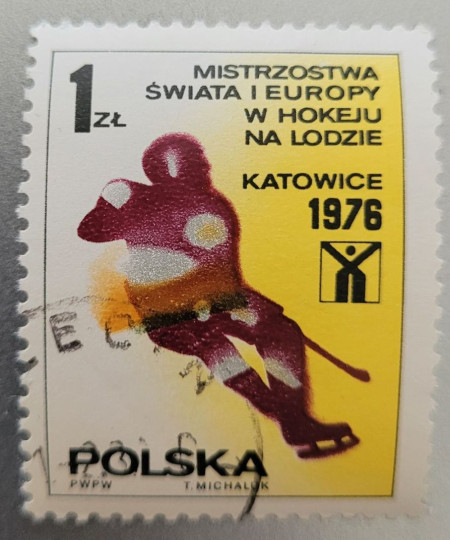 1 ZŁ
MISTRZOSTWA
ŚWIATA I EUROPY
W HOKEJU
NA LODZIE
KATOWICE
1976
POLSKA
PWPW T. MICHALUK